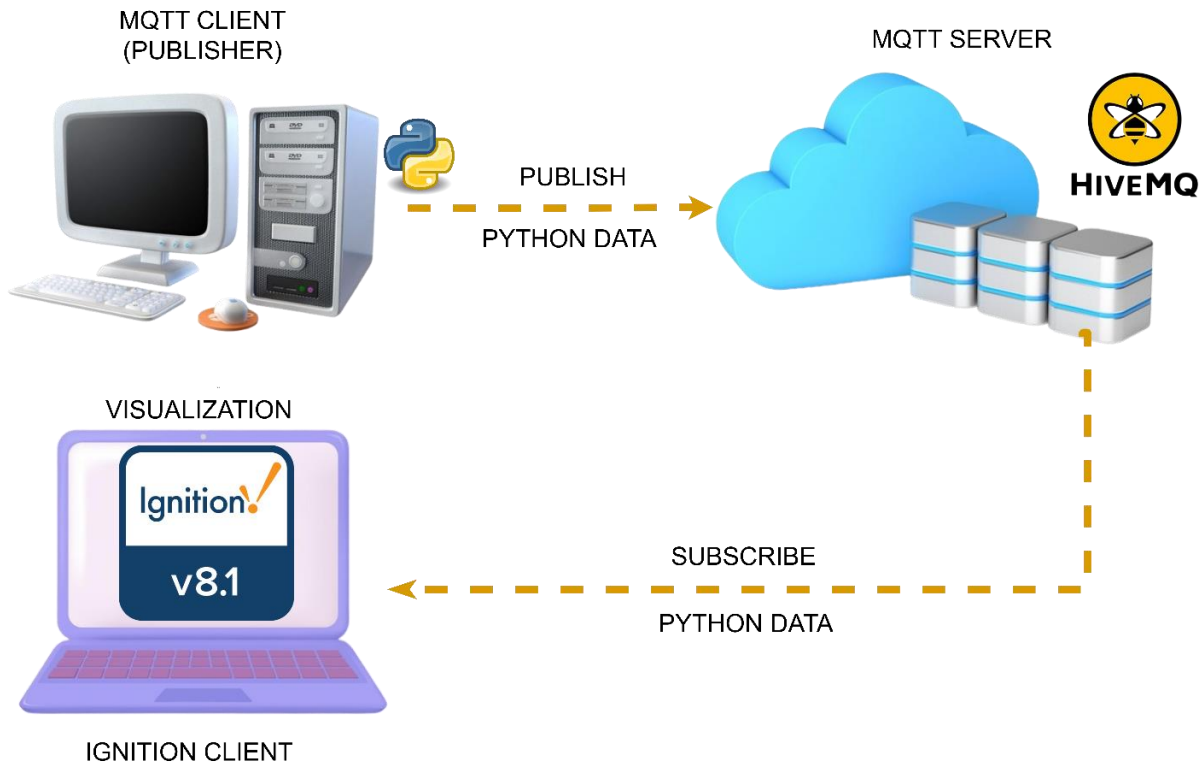 MQTT CLIENT
(PUBLISHER)
MQTT SERVER
HIVEMQ
PUBLISH
PYTHON DATA
VISUALIZATION
Ignition!
v8.1
SUBSCRIBE
PYTHON DATA
IGNITION CLIENT